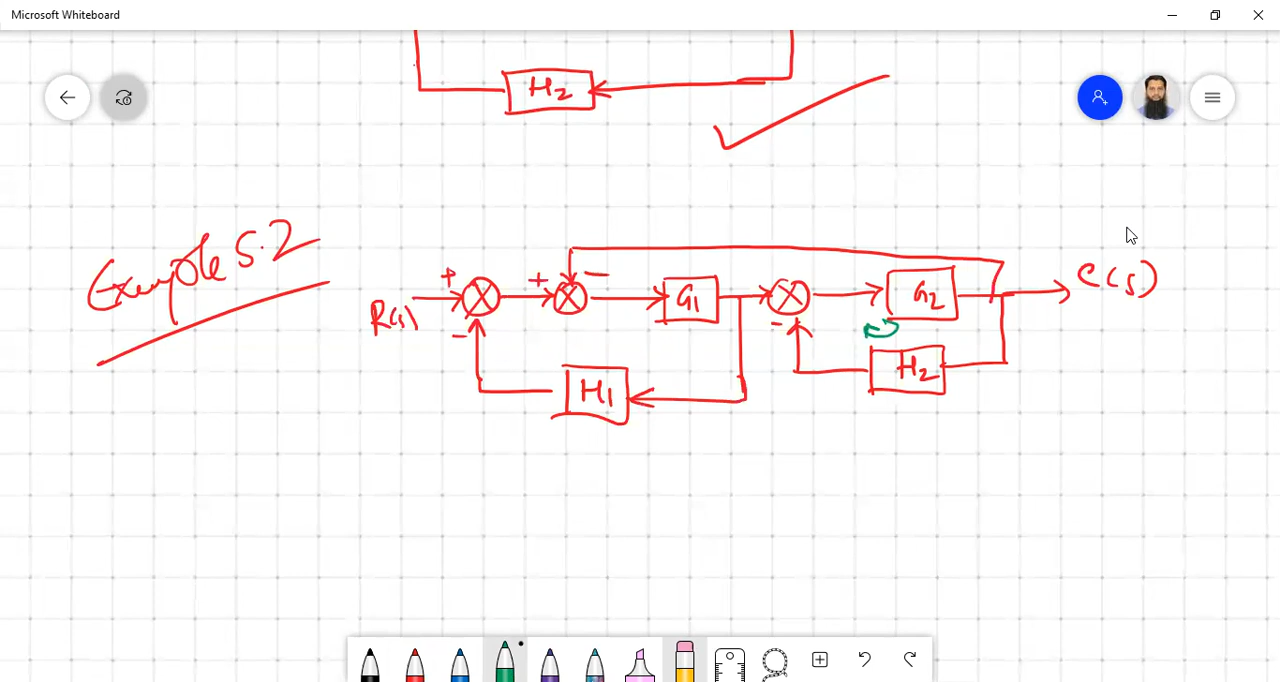 Microsoft Whiteboard
H2
Example 5.2
+ + - G1 G2 C(s)
R(s) - - H2
H1